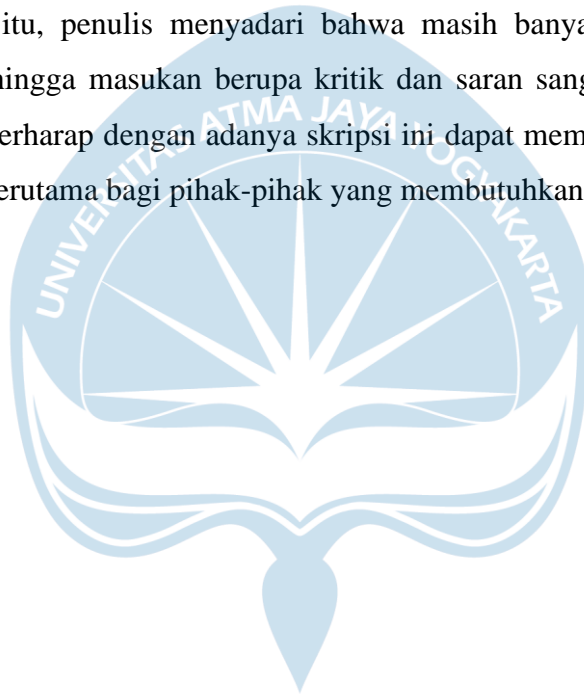 itu, penulis menyadari bahwa masih banya
hingga masukan berupa kritik dan saran sang
erharap dengan adanya skripsi ini dapat mem
erutama bagi pihak-pihak yang membutuhkan
UNIVERSITAS ATMA JAYA YOGYAKARTA